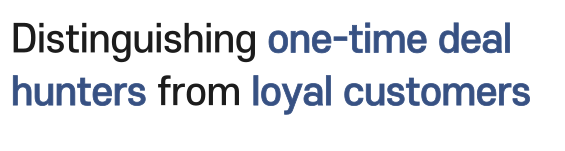 Distinguishing one-time deal
hunters from loyal customers